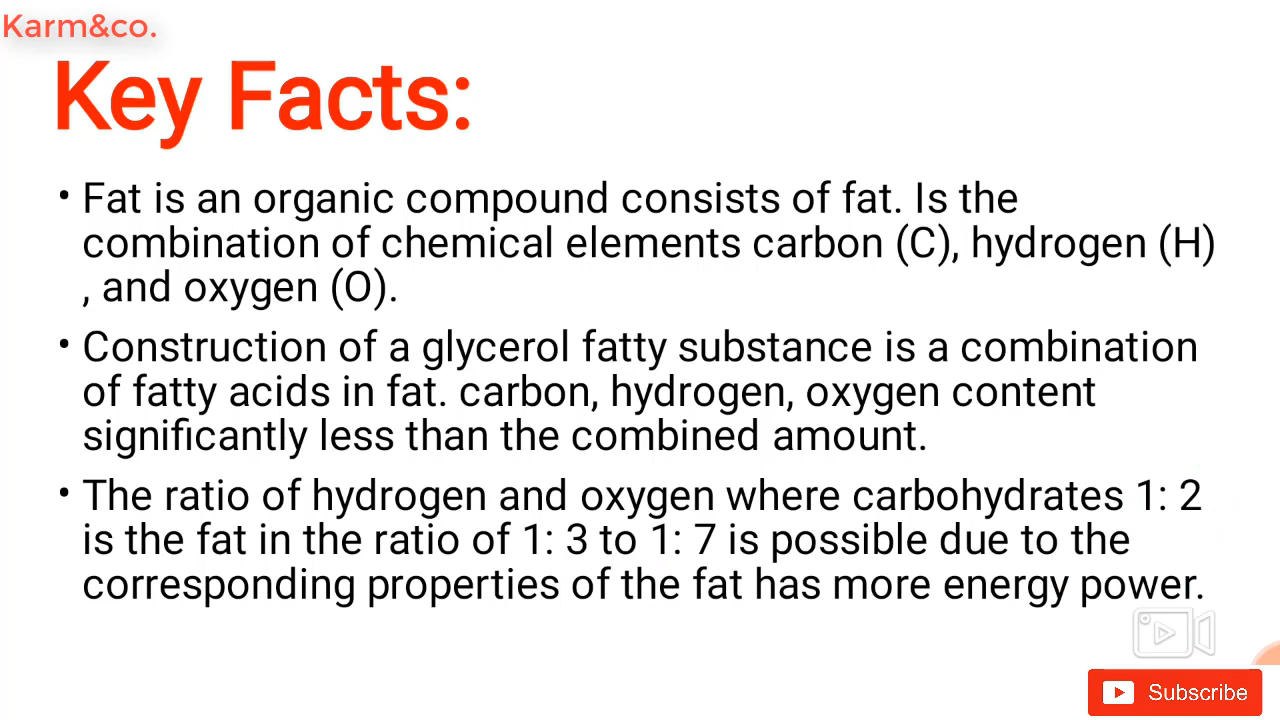 Karm&co.
Key Facts:
• Fat is an organic compound consists of fat. Is the
combination of chemical elements carbon (C), hydrogen (H)
, and oxygen (O).
• Construction of a glycerol fatty substance is a combination
of fatty acids in fat. carbon, hydrogen, oxygen content
significantly less than the combined amount.
• The ratio of hydrogen and oxygen where carbohydrates 1: 2
is the fat in the ratio of 1: 3 to 1: 7 is possible due to the
corresponding properties of the fat has more energy power.
Subscribe